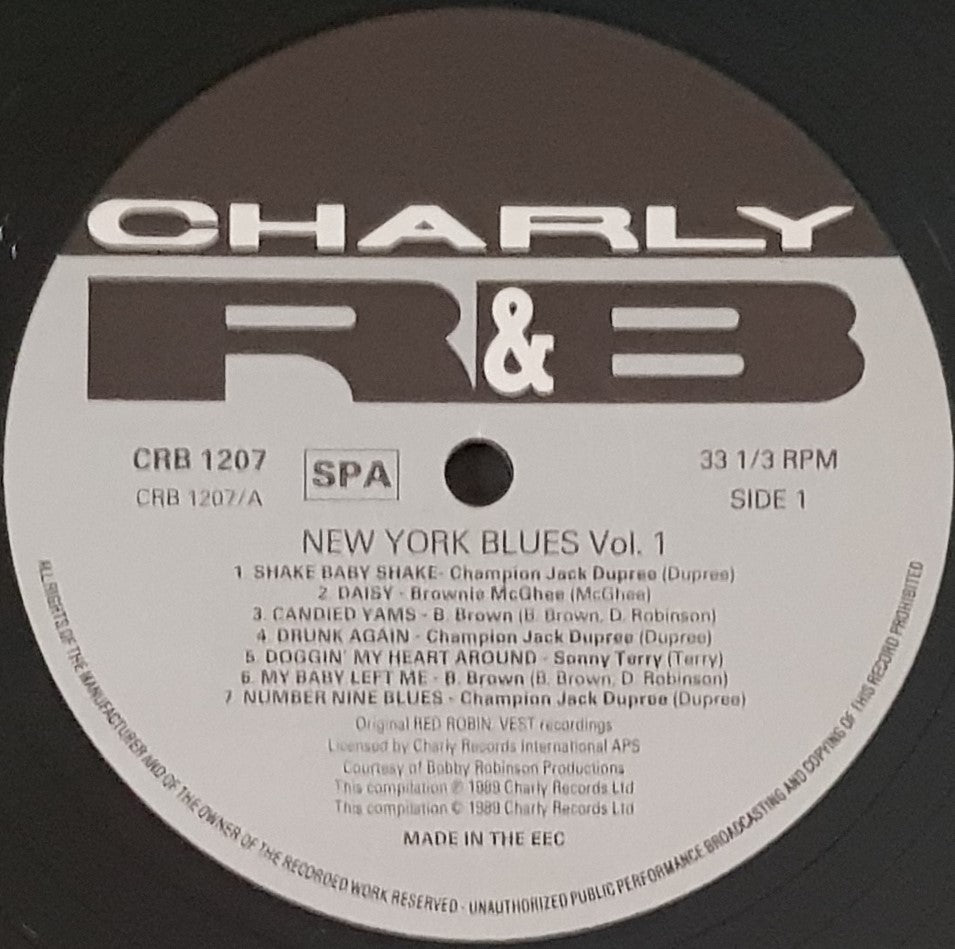 CHARLY
R&B
CRB 1207
CRB 1207/A
SPA
33 1/3 RPM
SIDE 1
NEW YORK BLUES Vol. 1
1. SHAKE BABY SHAKE- Champion Jack Dupree (Dupree)
2. DAISY - Brownie McGhee (McGhee)
3. CANDIED YAMS - B. Brown (B. Brown, D. Robinson)
4. DRUNK AGAIN - Champion Jack Dupree (Dupree)
5. DOGGIN' MY HEART AROUND - Sonny Terry (Terry)
6. MY BABY LEFT ME - B. Brown (B. Brown, D. Robinson)
7. NUMBER NINE BLUES - Champion Jack Dupree (Dupree)
Original RED ROBIN, VEST recordings
Licensed by Charly Records International APS
Courtesy of Bobby Robinson Productions
This compilation ℗ 1989 Charly Records Ltd
This compilation © 1989 Charly Records Ltd
MADE IN THE EEC
ALL RIGHTS OF THE MANUFACTURER AND OF THE OWNER OF THE RECORDED WORK RESERVED - UNAUTHORIZED PUBLIC PERFORMANCE BROADCASTING AND COPYING OF THIS RECORD PROHIBITED